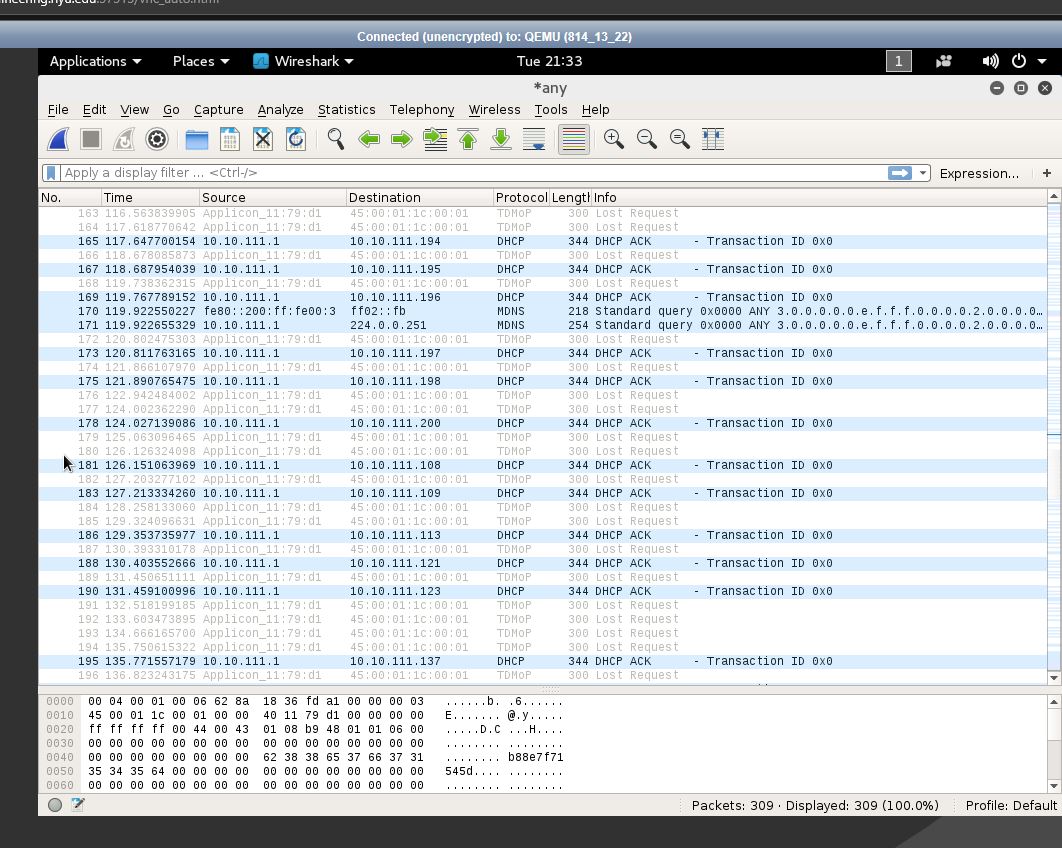 Connected (unencrypted) to: QEMU (814_13_22)
Applications Places Wireshark Tue 21:33 1
*any
File Edit View Go Capture Analyze Statistics Telephony Wireless Tools Help
Apply a display filter ... <Ctrl-/> Expression... +
No. Time Source Destination Protocol Length Info
163 116.563839905 Applicon_11:79:d1 45:00:01:1c:00:01 TDMoP 300 Lost Request
164 117.618770642 Applicon_11:79:d1 45:00:01:1c:00:01 TDMoP 300 Lost Request
165 117.647700154 10.10.111.1 10.10.111.194 DHCP 344 DHCP ACK - Transaction ID 0x0
166 118.678085873 Applicon_11:79:d1 45:00:01:1c:00:01 TDMoP 300 Lost Request
167 118.687954039 10.10.111.1 10.10.111.195 DHCP 344 DHCP ACK - Transaction ID 0x0
168 119.738362315 Applicon_11:79:d1 45:00:01:1c:00:01 TDMoP 300 Lost Request
169 119.767789152 10.10.111.1 10.10.111.196 DHCP 344 DHCP ACK - Transaction ID 0x0
170 119.922550227 fe80::200:ff:fe00:3 ff02::fb MDNS 218 Standard query 0x0000 ANY 3.0.0.0.0.0.e.f.f.f.0.0.0.0.2.0.0.0.0…
171 119.922655329 10.10.111.1 224.0.0.251 MDNS 254 Standard query 0x0000 ANY 3.0.0.0.0.0.e.f.f.f.0.0.0.0.2.0.0.0.0…
172 120.802475303 Applicon_11:79:d1 45:00:01:1c:00:01 TDMoP 300 Lost Request
173 120.811763165 10.10.111.1 10.10.111.197 DHCP 344 DHCP ACK - Transaction ID 0x0
174 121.866107970 Applicon_11:79:d1 45:00:01:1c:00:01 TDMoP 300 Lost Request
175 121.890765475 10.10.111.1 10.10.111.198 DHCP 344 DHCP ACK - Transaction ID 0x0
176 122.942484002 Applicon_11:79:d1 45:00:01:1c:00:01 TDMoP 300 Lost Request
177 124.002362290 Applicon_11:79:d1 45:00:01:1c:00:01 TDMoP 300 Lost Request
178 124.027139086 10.10.111.1 10.10.111.200 DHCP 344 DHCP ACK - Transaction ID 0x0
179 125.063096465 Applicon_11:79:d1 45:00:01:1c:00:01 TDMoP 300 Lost Request
180 126.126324098 Applicon_11:79:d1 45:00:01:1c:00:01 TDMoP 300 Lost Request
181 126.151063969 10.10.111.1 10.10.111.108 DHCP 344 DHCP ACK - Transaction ID 0x0
182 127.203277102 Applicon_11:79:d1 45:00:01:1c:00:01 TDMoP 300 Lost Request
183 127.213334260 10.10.111.1 10.10.111.109 DHCP 344 DHCP ACK - Transaction ID 0x0
184 128.258133060 Applicon_11:79:d1 45:00:01:1c:00:01 TDMoP 300 Lost Request
185 129.324096631 Applicon_11:79:d1 45:00:01:1c:00:01 TDMoP 300 Lost Request
186 129.353735977 10.10.111.1 10.10.111.113 DHCP 344 DHCP ACK - Transaction ID 0x0
187 130.393310178 Applicon_11:79:d1 45:00:01:1c:00:01 TDMoP 300 Lost Request
188 130.403552666 10.10.111.1 10.10.111.121 DHCP 344 DHCP ACK - Transaction ID 0x0
189 131.450651111 Applicon_11:79:d1 45:00:01:1c:00:01 TDMoP 300 Lost Request
190 131.459100996 10.10.111.1 10.10.111.123 DHCP 344 DHCP ACK - Transaction ID 0x0
191 132.518199185 Applicon_11:79:d1 45:00:01:1c:00:01 TDMoP 300 Lost Request
192 133.603473895 Applicon_11:79:d1 45:00:01:1c:00:01 TDMoP 300 Lost Request
193 134.666165700 Applicon_11:79:d1 45:00:01:1c:00:01 TDMoP 300 Lost Request
194 135.750615322 Applicon_11:79:d1 45:00:01:1c:00:01 TDMoP 300 Lost Request
195 135.771557179 10.10.111.1 10.10.111.137 DHCP 344 DHCP ACK - Transaction ID 0x0
196 136.823243175 Applicon_11:79:d1 45:00:01:1c:00:01 TDMoP 300 Lost Request
0000 00 04 00 01 00 06 62 8a 18 36 fd a1 00 00 00 03 ......b. .6......
0010 45 00 01 1c 00 01 00 00 40 11 79 d1 00 00 00 00 E....... @.y.....
0020 ff ff ff ff 00 44 00 43 01 08 b9 48 01 01 06 00 .....D.C ...H....
0030 00 00 00 00 00 00 00 00 00 00 00 00 00 00 00 00 ........ ........
0040 00 00 00 00 00 00 00 00 62 38 38 65 37 66 37 31 ........ b88e7f71
0050 35 34 35 64 00 00 00 00 00 00 00 00 00 00 00 00 545d.... ........
0060 00 00 00 00 00 00 00 00 00 00 00 00 00 00 00 00 ........ ........
Packets: 309 · Displayed: 309 (100.0%) Profile: Default